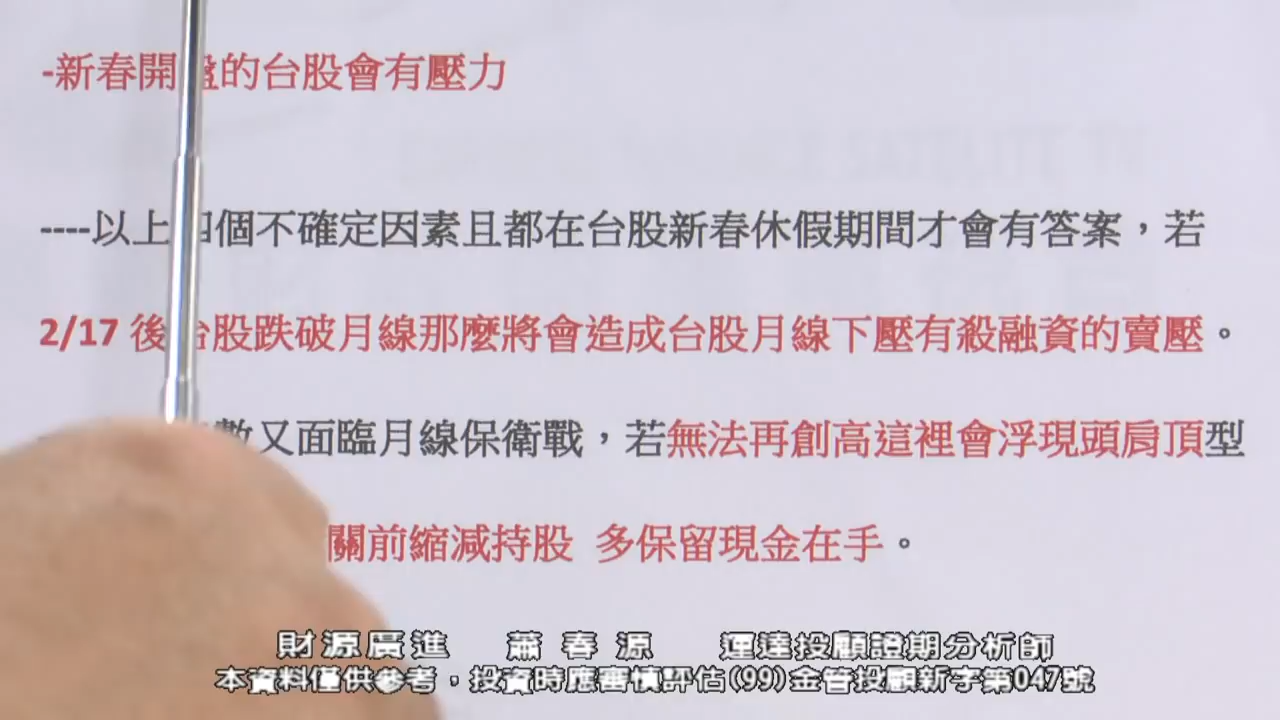 -新春開盤的台股會有壓力
----以上四個不確定因素且都在台股新春休假期間才會有答案，若
2/17 後台股跌破月線那麼將會造成台股月線下壓有殺融資的賣壓。
數又面臨月線保衛戰，若無法再創高這裡會浮現頭肩頂型
關前縮減持股 多保留現金在手。
財源廣進 蕭春源 運達投顧證期分析師
本資料僅供參考，投資時應審慎評估(99)金管投顧新字第047號